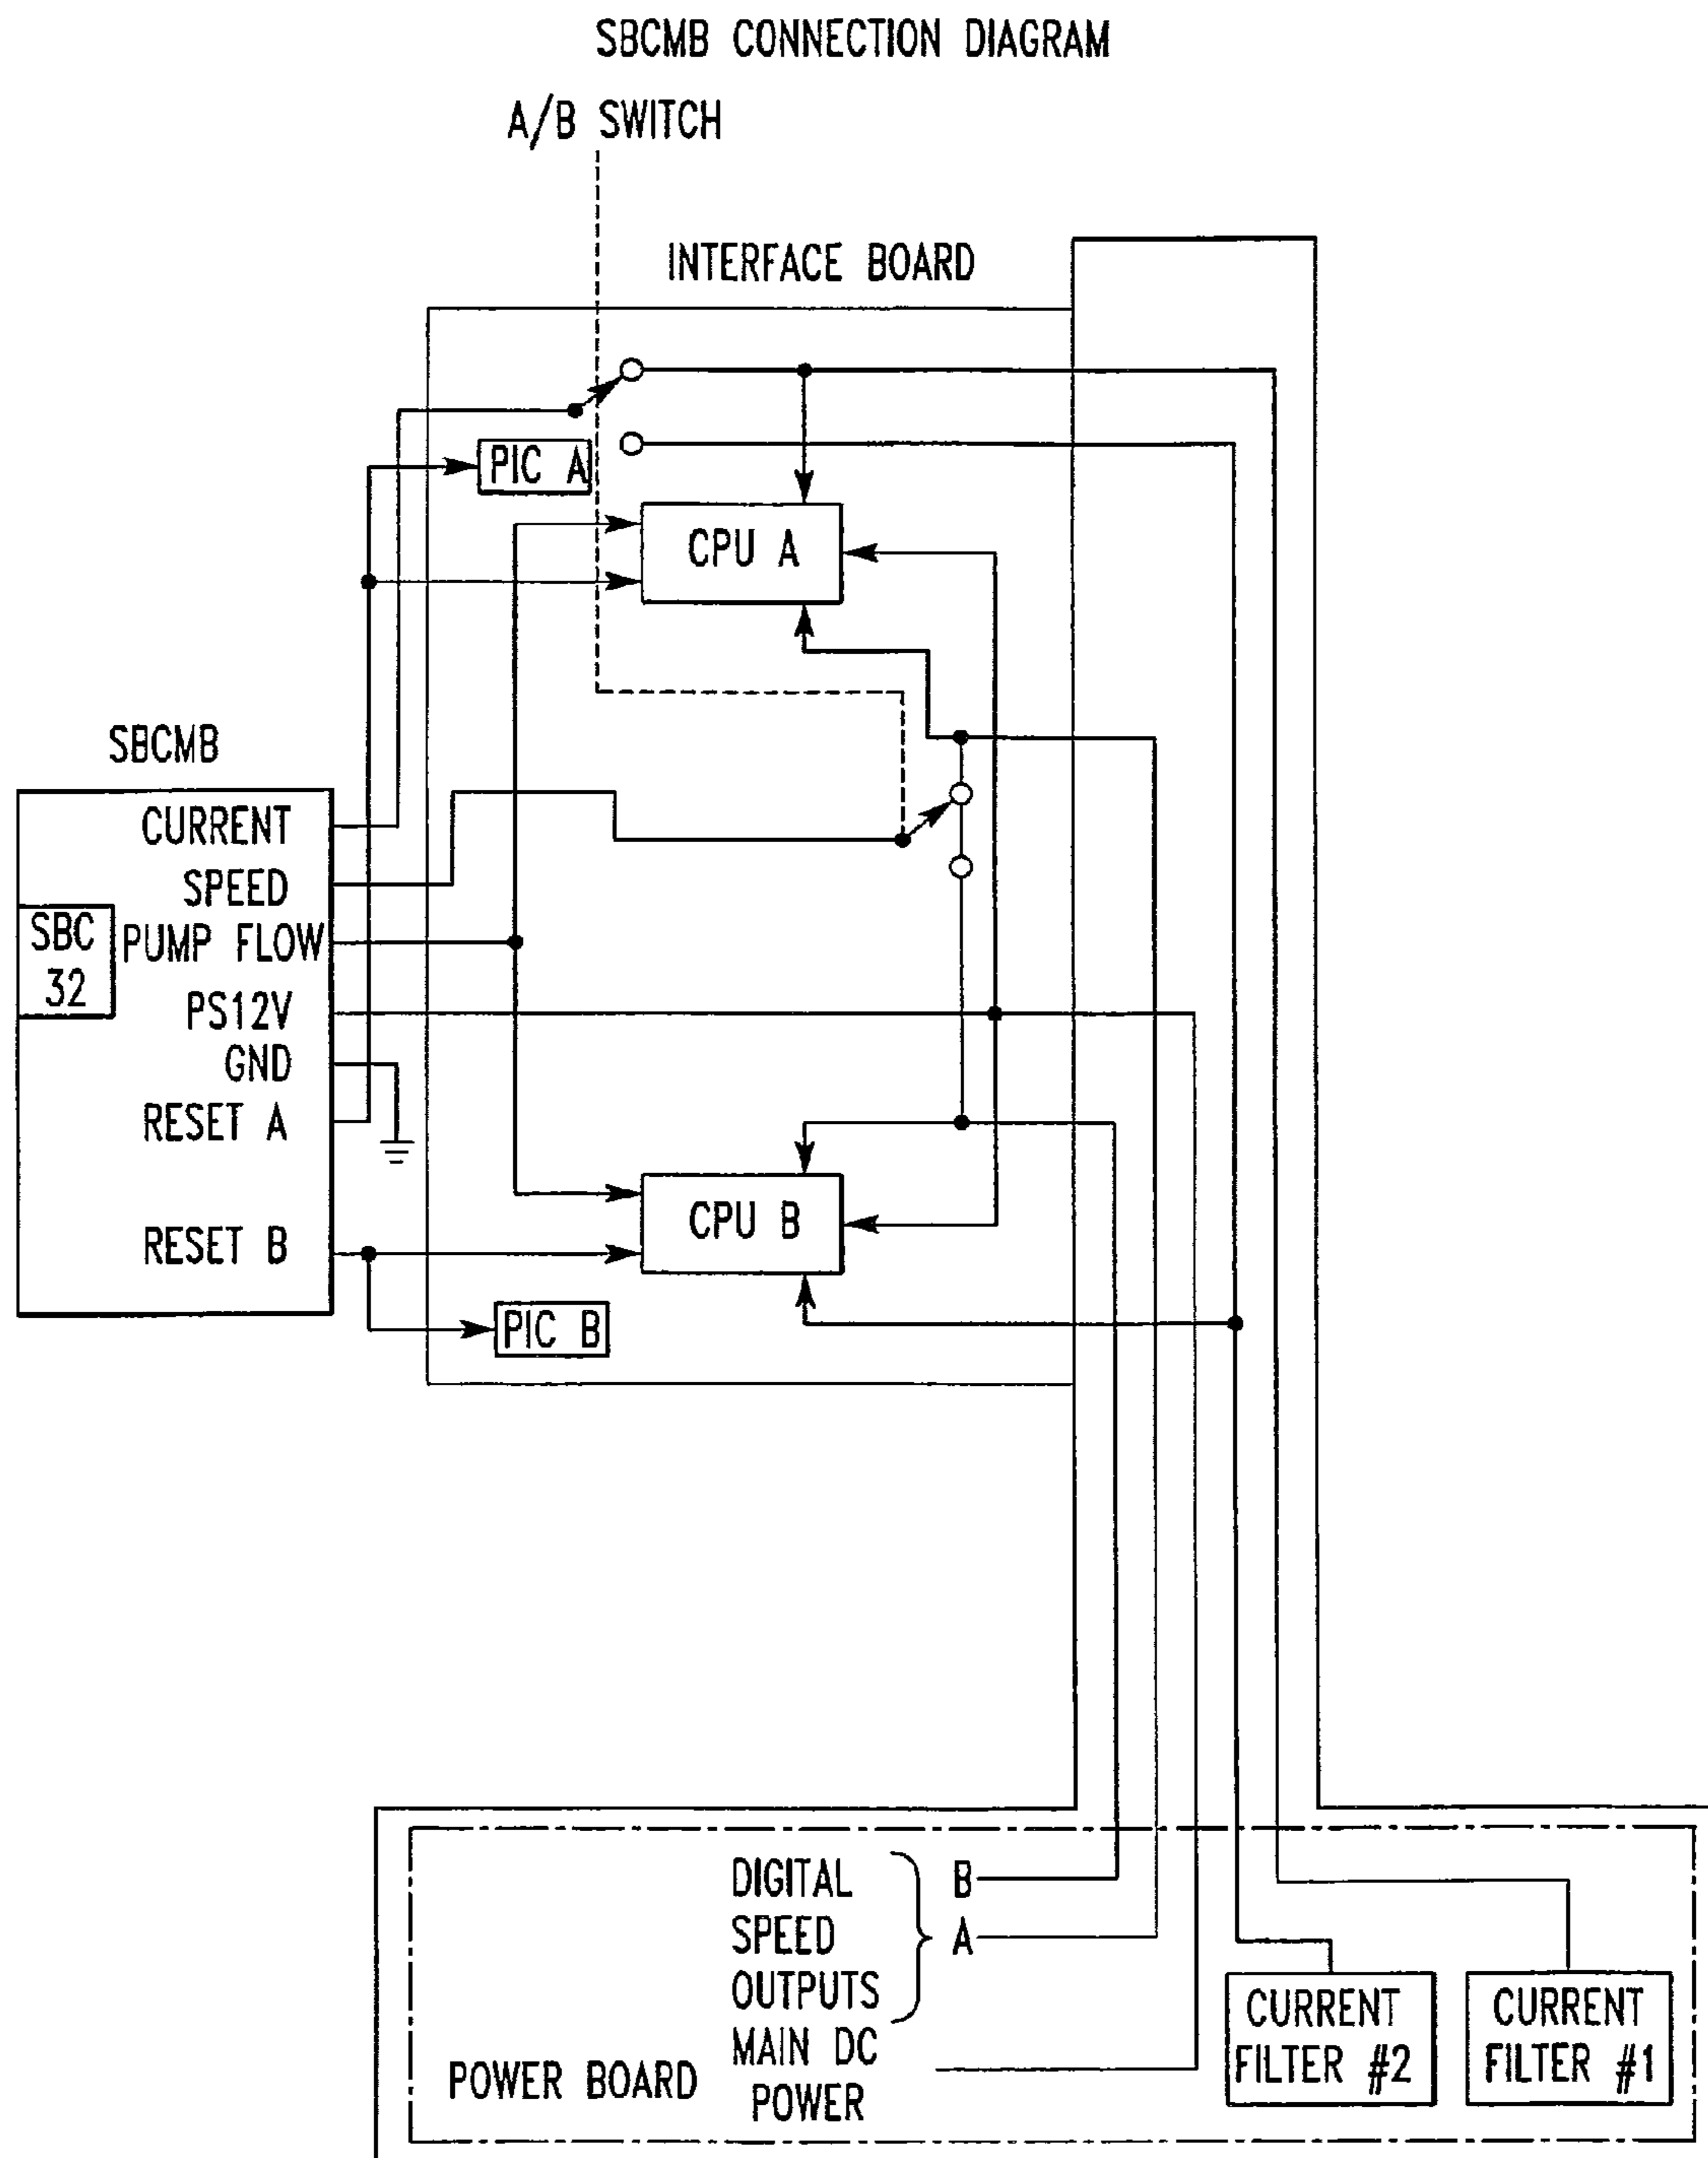 SBCMB CONNECTION DIAGRAM
A/B SWITCH
INTERFACE BOARD
PIC A
CPU A
SBCMB
CURRENT
SPEED
SBC
32
PUMP FLOW
PS12V
GND
RESET A
RESET B
CPU B
PIC B
DIGITAL
SPEED
OUTPUTS
B
A
MAIN DC
POWER
POWER BOARD
CURRENT
FILTER #2
CURRENT
FILTER #1